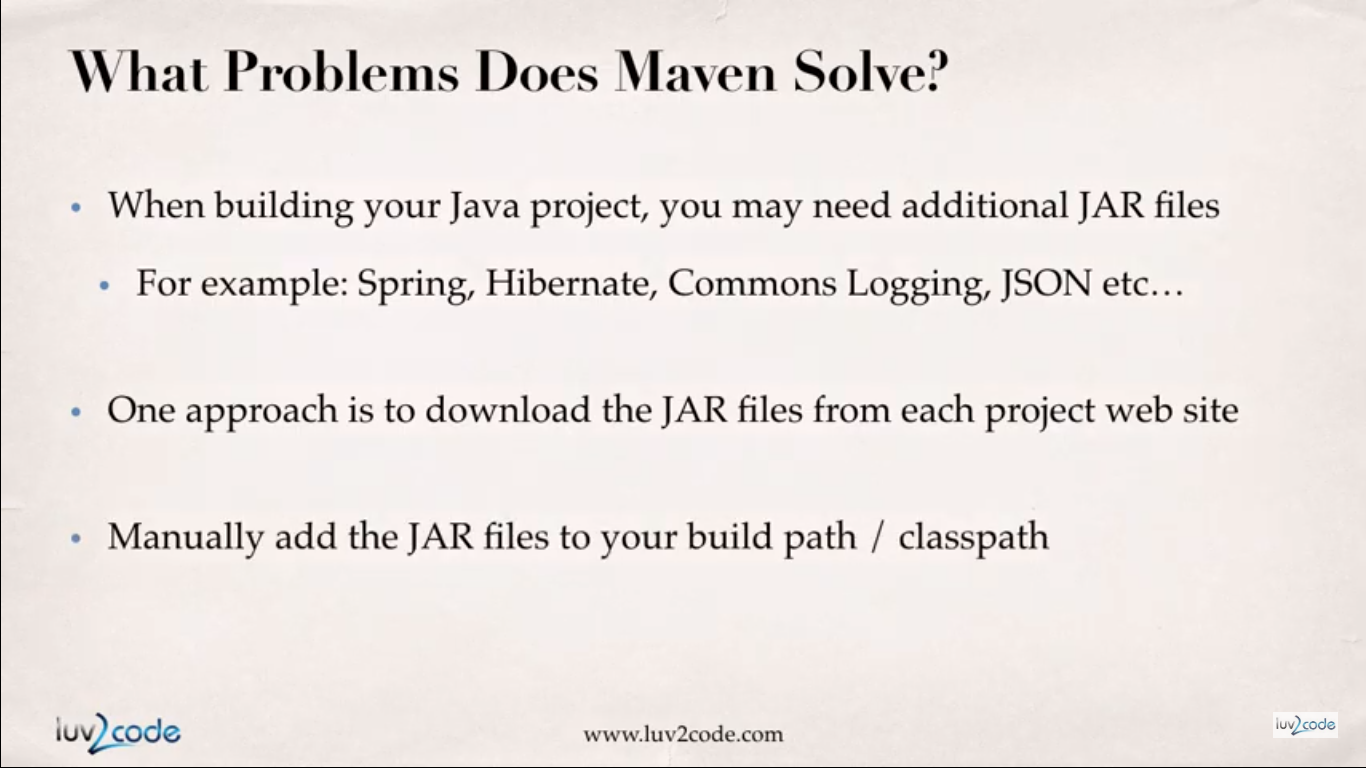 What Problems Does Maven Solve?
• When building your Java project, you may need additional JAR files
• For example: Spring, Hibernate, Commons Logging, JSON etc…
• One approach is to download the JAR files from each project web site
• Manually add the JAR files to your build path / classpath
luv2code
www.luv2code.com
luv2code